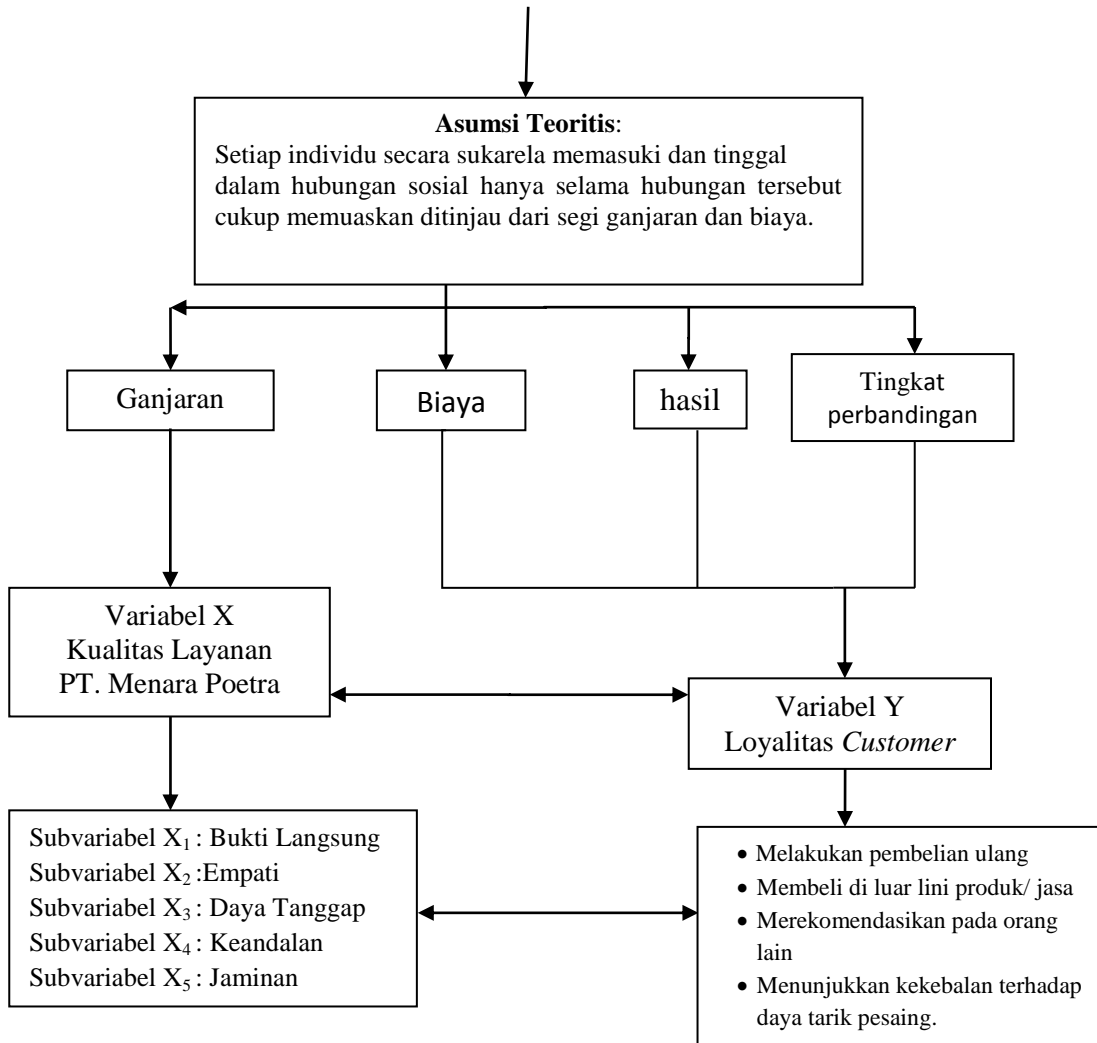 Asumsi Teoritis:
Setiap individu secara sukarela memasuki dan tinggal
dalam hubungan sosial hanya selama hubungan tersebut
cukup memuaskan ditinjau dari segi ganjaran dan biaya.
Ganjaran
Biaya
hasil
Tingkat
perbandingan
Variabel X
Kualitas Layanan
PT. Menara Poetra
Variabel Y
Loyalitas Customer
Subvariabel X₁ : Bukti Langsung
Subvariabel X₂ :Empati
Subvariabel X₃ : Daya Tanggap
Subvariabel X₄ : Keandalan
Subvariabel X₅ : Jaminan
• Melakukan pembelian ulang
• Membeli di luar lini produk/ jasa
• Merekomendasikan pada orang
lain
• Menunjukkan kekebalan terhadap
daya tarik pesaing.